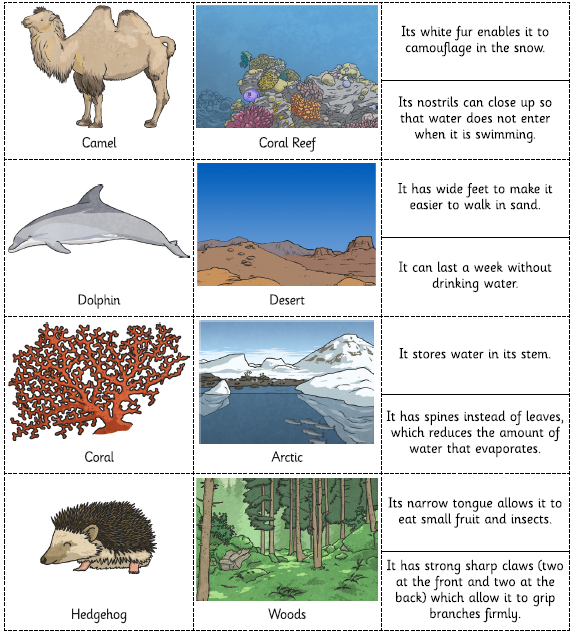 Camel
Coral Reef
Its white fur enables it to
camouflage in the snow.
Its nostrils can close up so
that water does not enter
when it is swimming.
Dolphin
Desert
It has wide feet to make it
easier to walk in sand.
It can last a week without
drinking water.
Coral
Arctic
It stores water in its stem.
It has spines instead of leaves,
which reduces the amount of
water that evaporates.
Hedgehog
Woods
Its narrow tongue allows it to
eat small fruit and insects.
It has strong sharp claws (two
at the front and two at the
back) which allow it to grip
branches firmly.